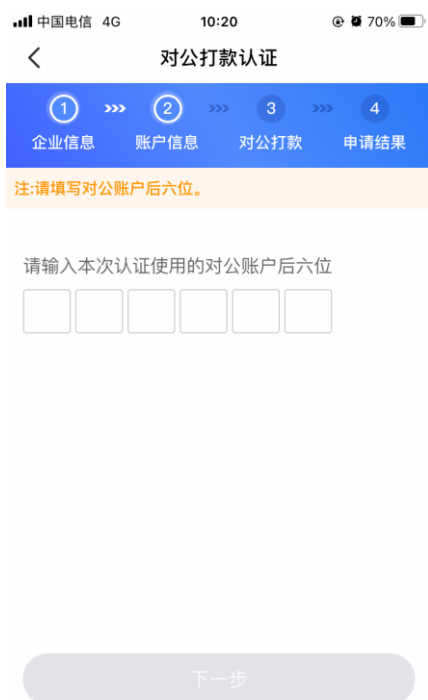 中国电信 4G 10:20 70%
对公打款认证
1 2 3 4
企业信息 账户信息 对公打款 申请结果
注:请填写对公账户后六位。
请输入本次认证使用的对公账户后六位
下一步